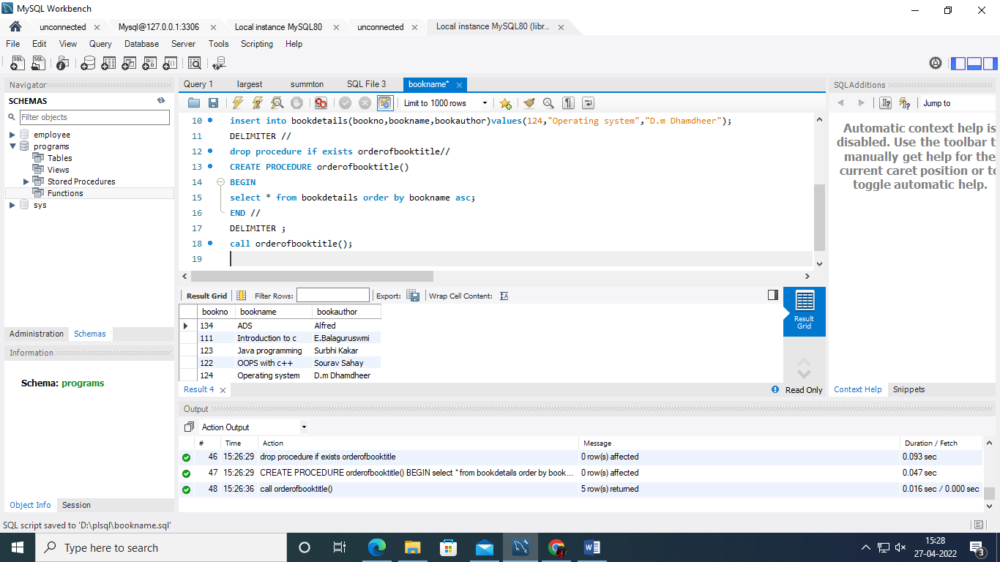 MySQL Workbench
unconnected
Mysql@127.0.0.1:3306
Local instance MySQL80
unconnected
Local instance MySQL80 (libr...
File Edit View Query Database Server Tools Scripting Help
Navigator
SCHEMAS
Filter objects
employee
programs
Tables
Views
Stored Procedures
Functions
sys
Administration Schemas
Information
Schema: programs
Object Info Session
Query 1 largest summton SQL File 3 bookname*
Limit to 1000 rows
10 insert into bookdetails(bookno,bookname,bookauthor)values(124,"Operating system","D.m Dhamdheer");
11 DELIMITER //
12 drop procedure if exists orderofbooktitle//
13 CREATE PROCEDURE orderofbooktitle()
14 BEGIN
15 select * from bookdetails order by bookname asc;
16 END //
17 DELIMITER ;
18 call orderofbooktitle();
19
Result Grid Filter Rows: Export: Wrap Cell Content:
bookno bookname bookauthor
134 ADS Alfred
111 Introduction to c E.Balaguruswmi
123 Java programming Surbhi Kakar
122 OOPS with c++ Sourav Sahay
124 Operating system D.m Dhamdheer
Result
Grid
Result 4
Read Only
SQLAdditions
Jump to
Automatic context help is
disabled. Use the toolbar t
manually get help for the
current caret position or to
toggle automatic help.
Context Help Snippets
Output
Action Output
# Time Action Message Duration / Fetch
46 15:26:29 drop procedure if exists orderofbooktitle 0 row(s) affected 0.093 sec
47 15:26:29 CREATE PROCEDURE orderofbooktitle() BEGIN select * from bookdetails order by book... 0 row(s) affected 0.047 sec
48 15:26:36 call orderofbooktitle() 5 row(s) returned 0.016 sec / 0.000 sec
SQL script saved to 'D:\plsql\bookname.sql'
Type here to search
15:28
27-04-2022
3